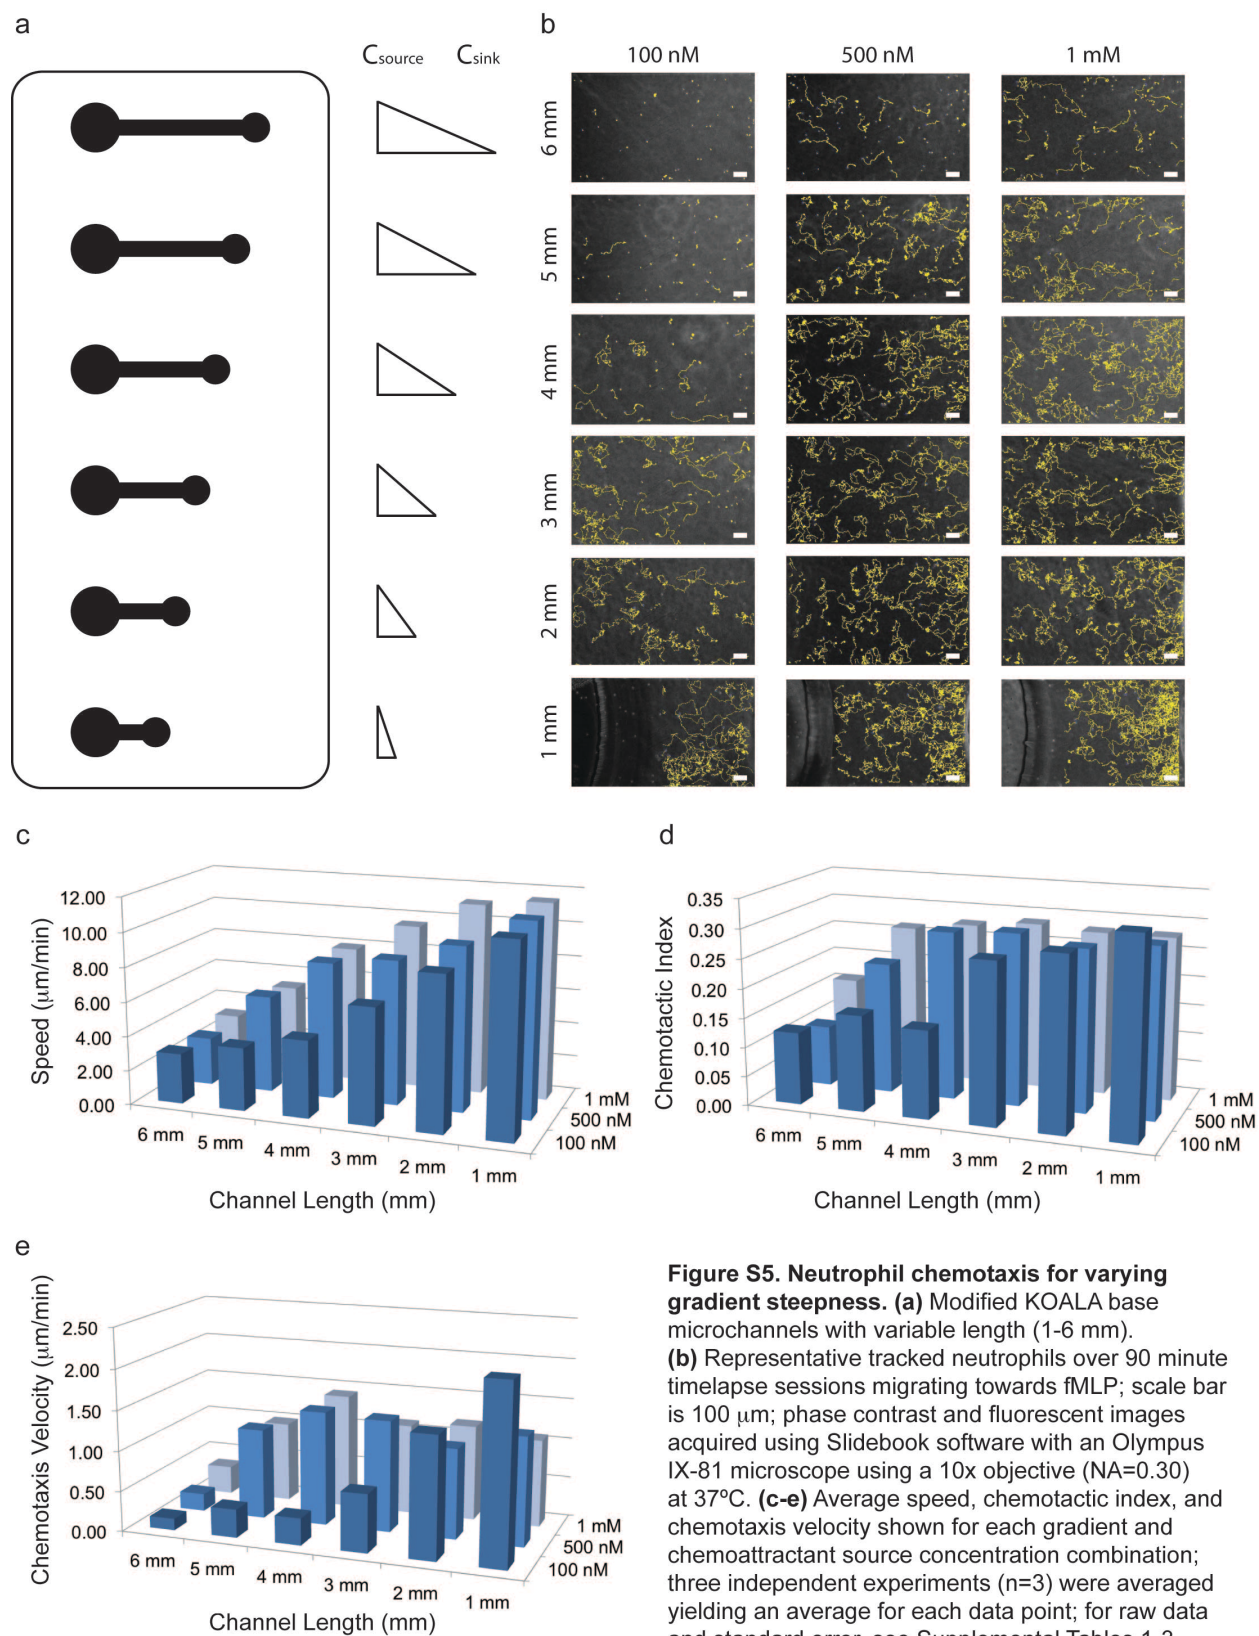 a
Csource Csink
b
100 nM 500 nM 1 mM
6 mm
5 mm
4 mm
3 mm
2 mm
1 mm
c
Speed (μm/min)
12.00
10.00
8.00
6.00
4.00
2.00
0.00
6 mm
5 mm
4 mm
3 mm
2 mm
1 mm
1 mM
500 nM
100 nM
Channel Length (mm)
d
Chemotactic Index
0.35
0.30
0.25
0.20
0.15
0.10
0.05
0.00
6 mm
5 mm
4 mm
3 mm
2 mm
1 mm
1 mM
500 nM
100 nM
Channel Length (mm)
e
Chemotaxis Velocity (μm/min)
2.50
2.00
1.50
1.00
0.50
0.00
6 mm
5 mm
4 mm
3 mm
2 mm
1 mm
1 mM
500 nM
100 nM
Channel Length (mm)
Figure S5. Neutrophil chemotaxis for varying
gradient steepness. (a) Modified KOALA base
microchannels with variable length (1-6 mm).
(b) Representative tracked neutrophils over 90 minute
timelapse sessions migrating towards fMLP; scale bar
is 100 μm; phase contrast and fluorescent images
acquired using Slidebook software with an Olympus
IX-81 microscope using a 10x objective (NA=0.30)
at 37ºC. (c-e) Average speed, chemotactic index, and
chemotaxis velocity shown for each gradient and
chemoattractant source concentration combination;
three independent experiments (n=3) were averaged
yielding an average for each data point; for raw data
and standard error, see Supplemental Tables 1-3